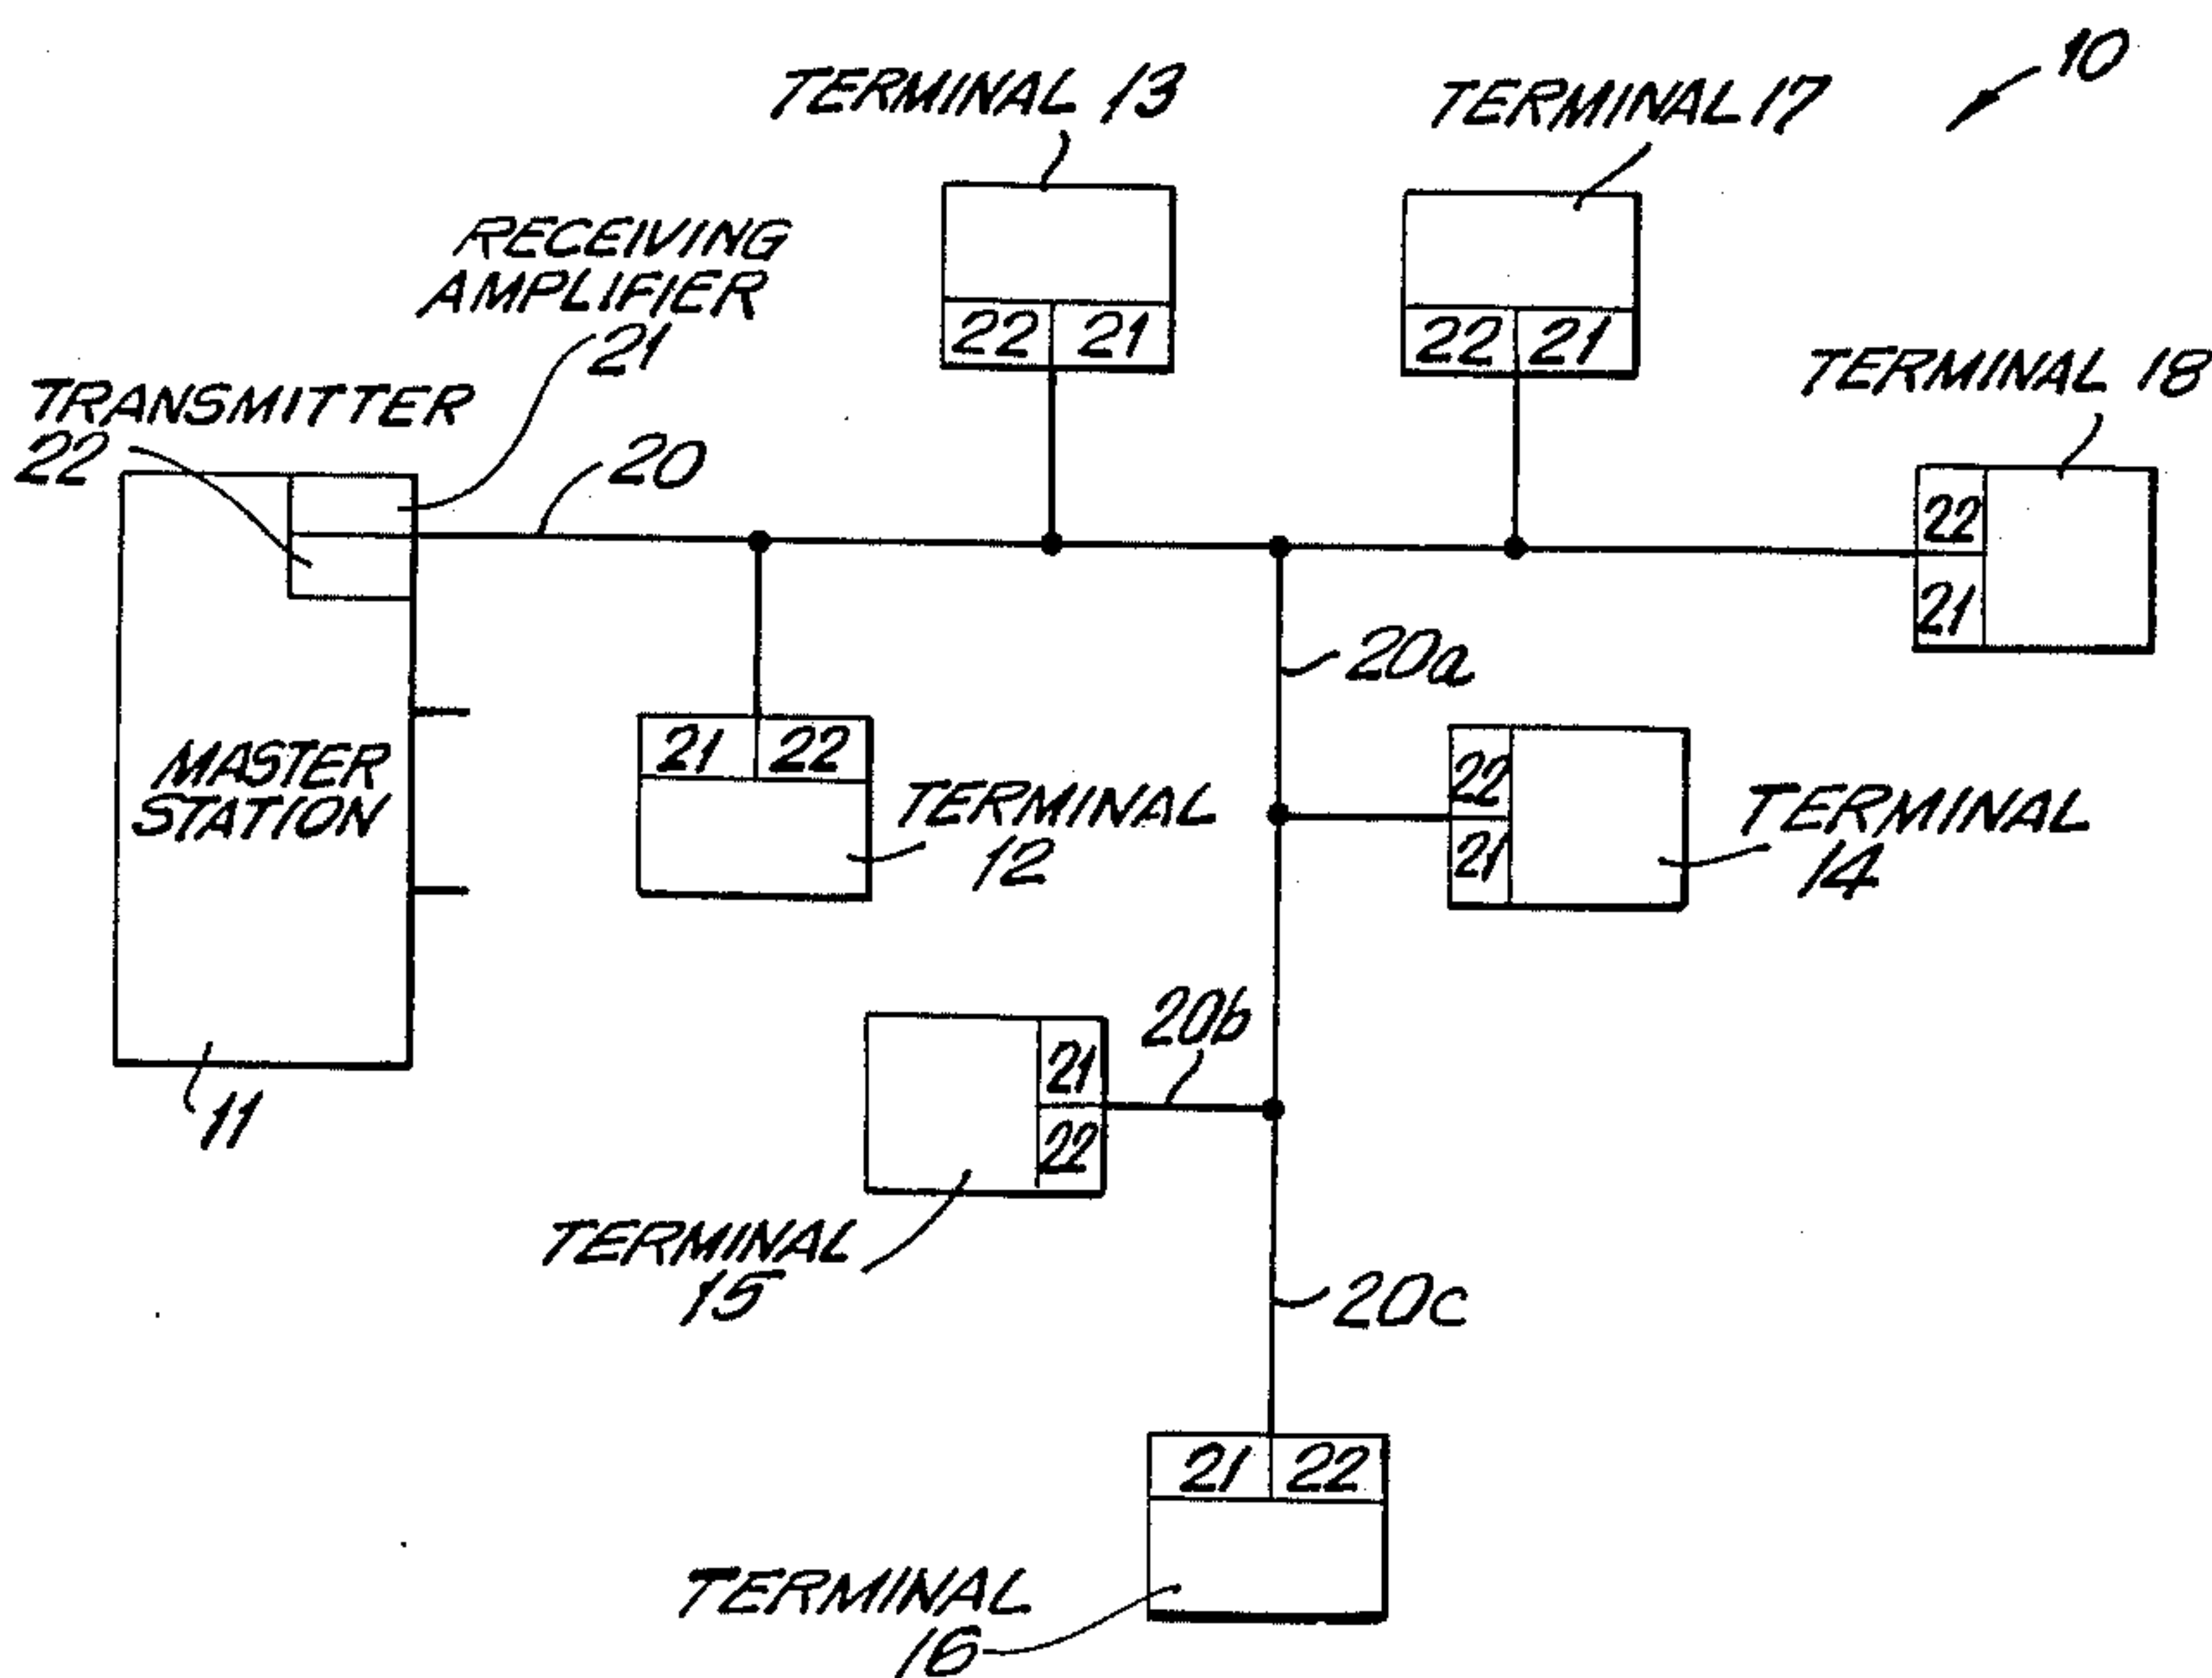 10
TERMINAL 13
TERMINAL 17
RECEIVING
AMPLIFIER
21
22 21
22 21
TERMINAL 18
TRANSMITTER
22
20
22
21
20a
MASTER
STATION
21 22
TERMINAL
12
22
21
TERMINAL
14
11
21
22
20b
TERMINAL
15
20c
21 22
TERMINAL
16